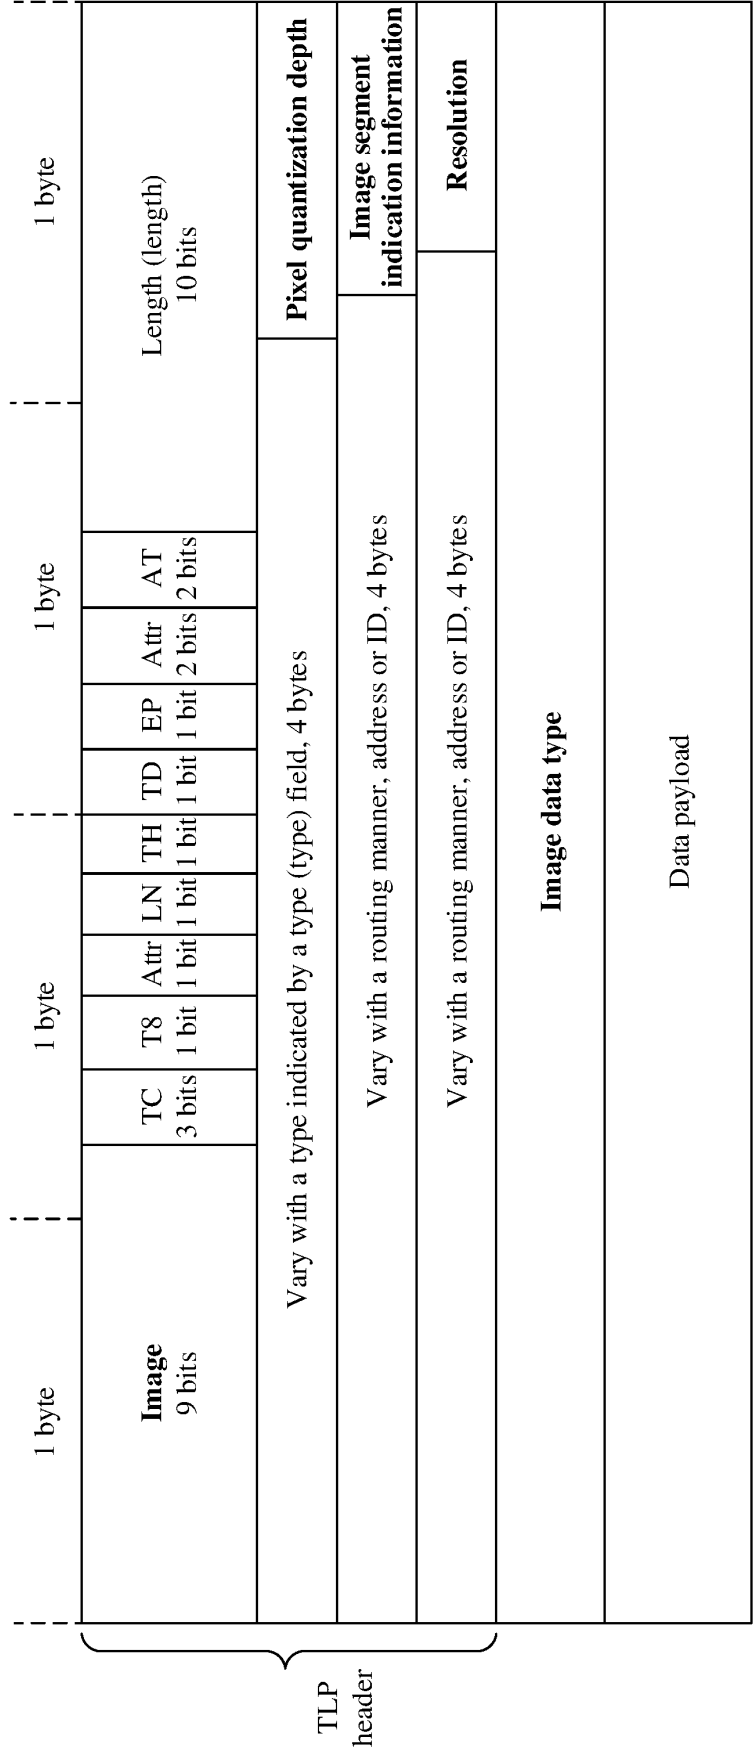 1 byte
1 byte
1 byte
1 byte
Image
9 bits
TC
3 bits
T8
1 bit
Attr
1 bit
LN
1 bit
TH
1 bit
TD
1 bit
EP
1 bit
Attr
2 bits
AT
2 bits
Length (length)
10 bits
Vary with a type indicated by a type (type) field, 4 bytes
Pixel quantization depth
Vary with a routing manner, address or ID, 4 bytes
Image segment
indication information
Vary with a routing manner, address or ID, 4 bytes
Resolution
TLP
header
Image data type
Data payload